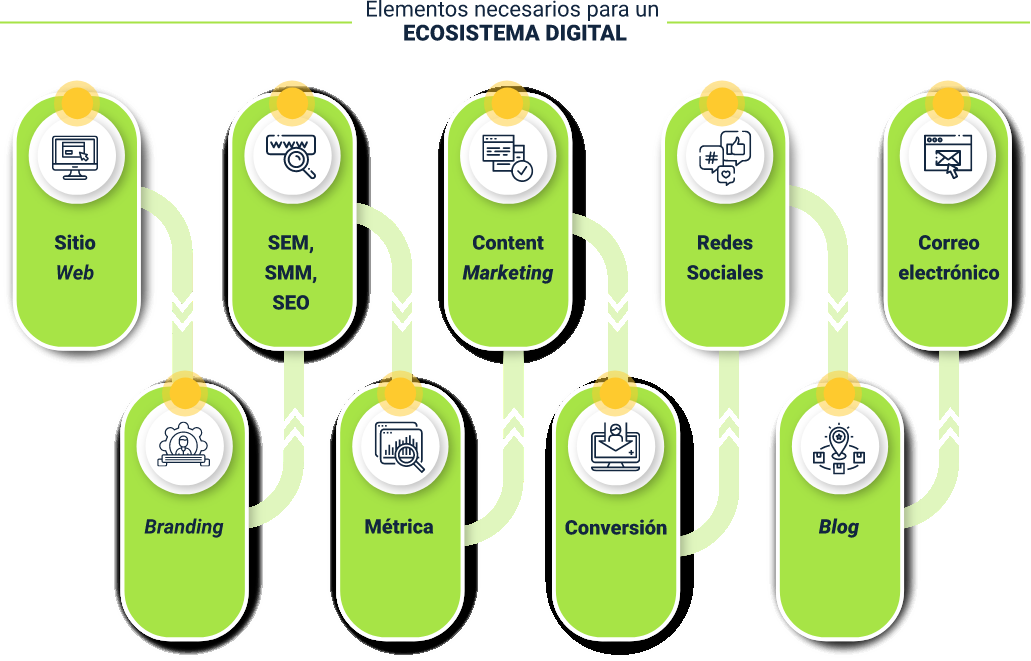 Elementos necesarios para un
ECOSISTEMA DIGITAL
Sitio
Web
Branding
SEM,
SMM,
SEO
Métrica
Content
Marketing
Conversión
Redes
Sociales
Blog
Correo
electrónico
WWW
#